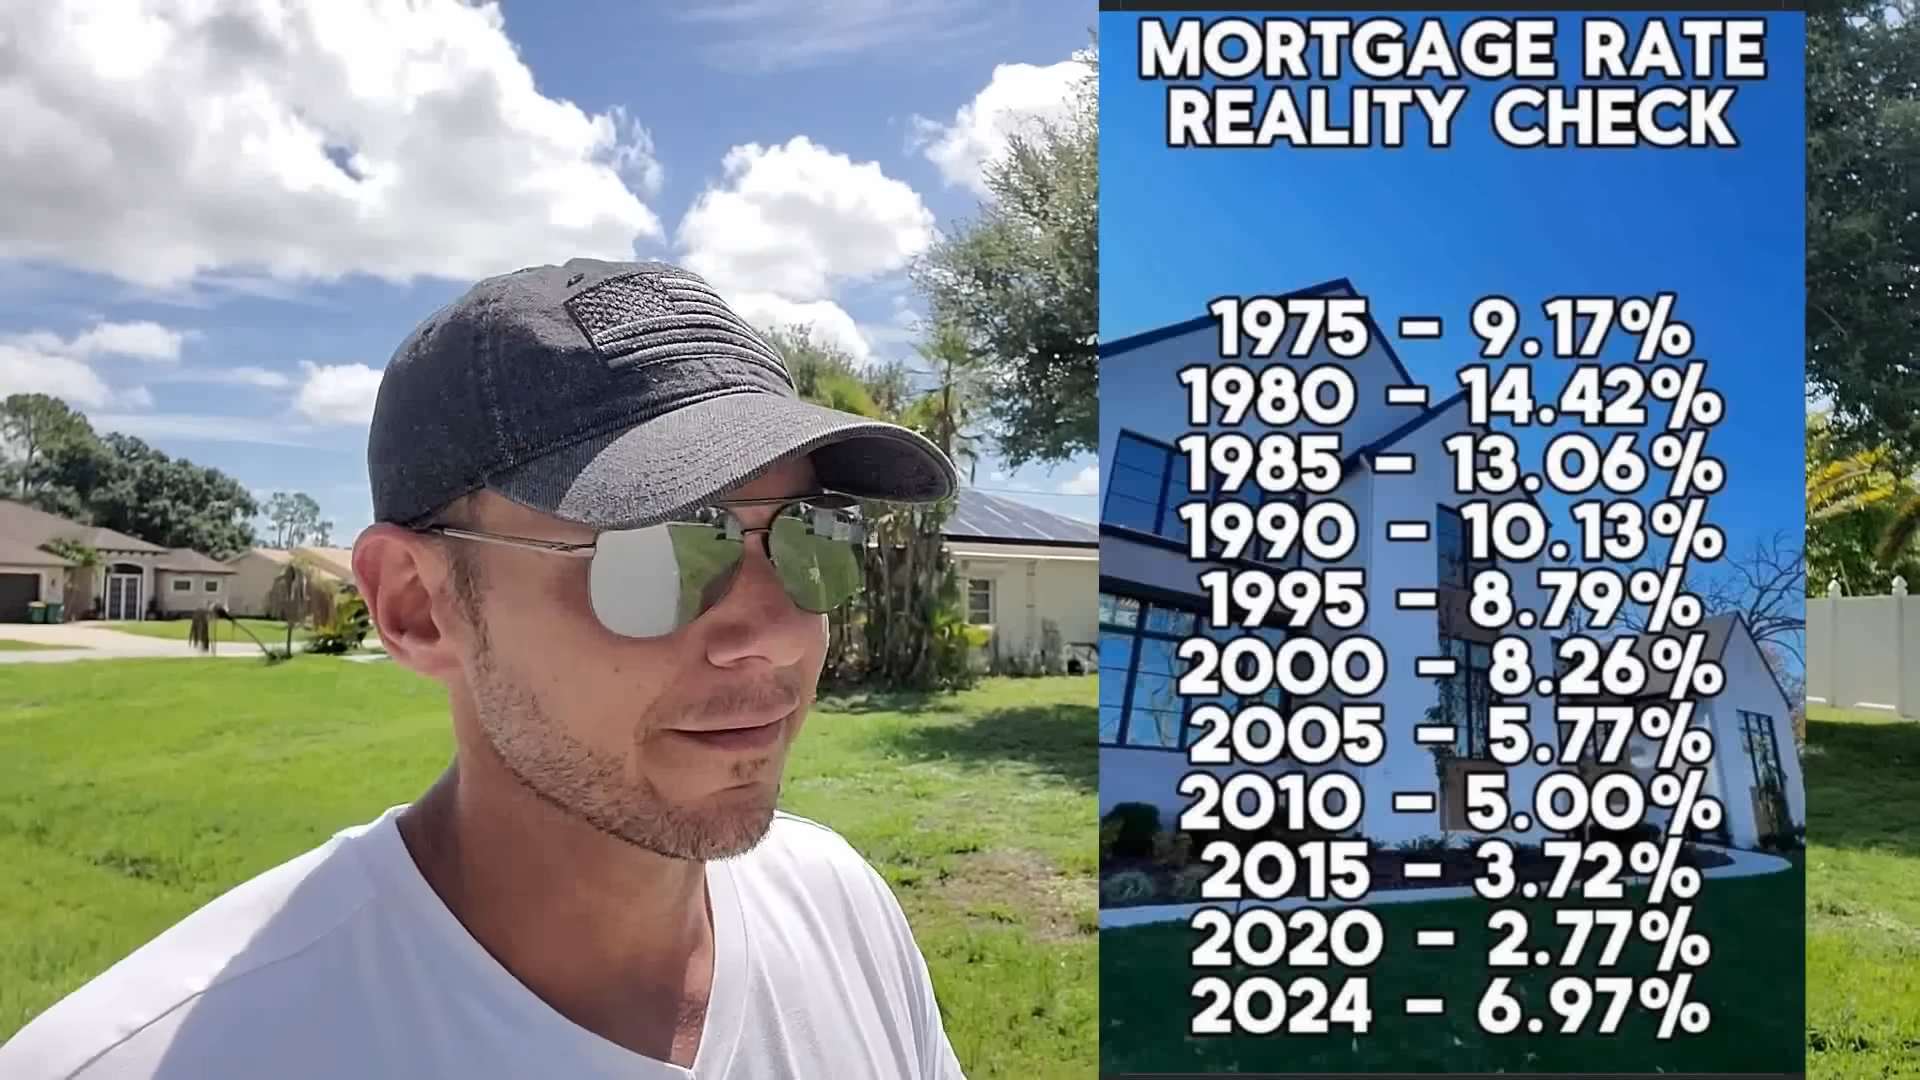 MORTGAGE RATE
REALITY CHECK
1975 - 9.17%
1980 - 14.42%
1985 - 13.06%
1990 - 10.13%
1995 - 8.79%
2000 - 8.26%
2005 - 5.77%
2010 - 5.00%
2015 - 3.72%
2020 - 2.77%
2024 - 6.97%